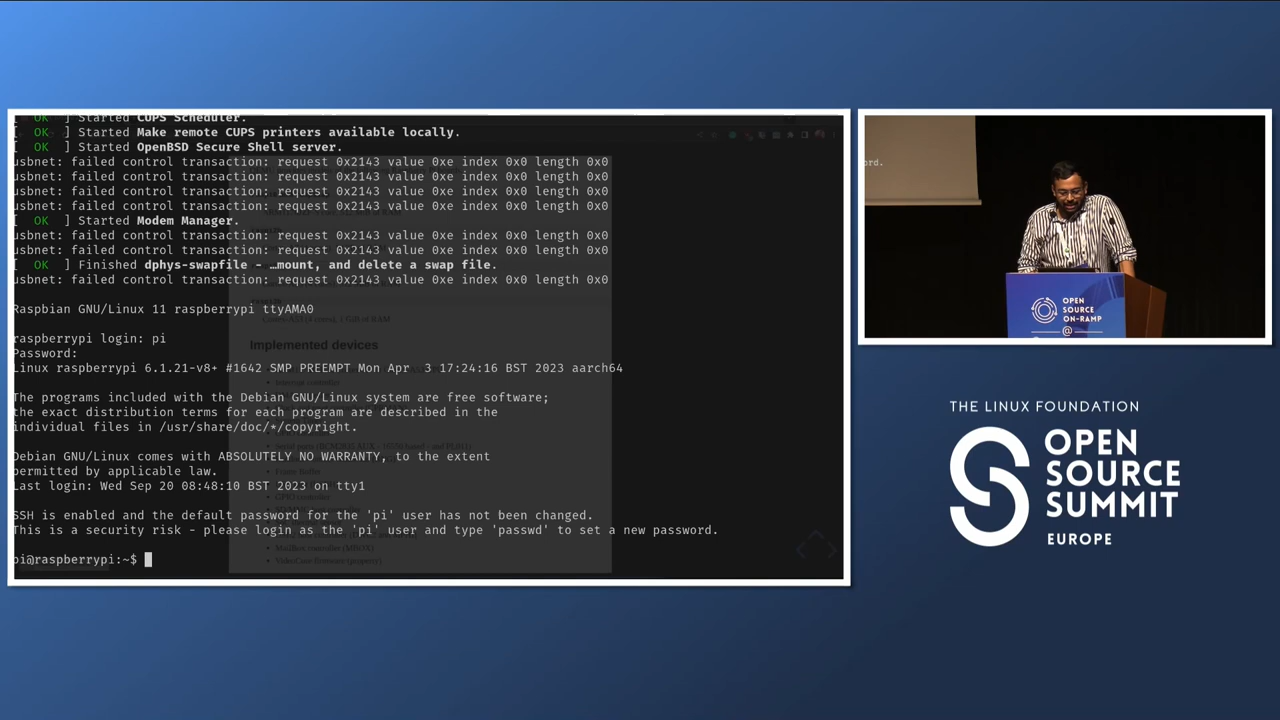 [  OK  ] Started CUPS Scheduler.
[  OK  ] Started Make remote CUPS printers available locally.
[  OK  ] Started OpenBSD Secure Shell server.
usbnet: failed control transaction: request 0x2143 value 0xe index 0x0 length 0x0
usbnet: failed control transaction: request 0x2143 value 0xe index 0x0 length 0x0
usbnet: failed control transaction: request 0x2143 value 0xe index 0x0 length 0x0
usbnet: failed control transaction: request 0x2143 value 0xe index 0x0 length 0x0
[  OK  ] Started Modem Manager.
usbnet: failed control transaction: request 0x2143 value 0xe index 0x0 length 0x0
usbnet: failed control transaction: request 0x2143 value 0xe index 0x0 length 0x0
[  OK  ] Finished dphys-swapfile - …mount, and delete a swap file.
usbnet: failed control transaction: request 0x2143 value 0xe index 0x0 length 0x0
Raspbian GNU/Linux 11 raspberrypi ttyAMA0
Implemented devices
raspberrypi login: pi
Password:
Linux raspberrypi 6.1.21-v8+ #1642 SMP PREEMPT Mon Apr  3 17:24:16 BST 2023 aarch64
Interrupt controller
The programs included with the Debian GNU/Linux system are free software;
the exact distribution terms for each program are described in the
individual files in /usr/share/doc/*/copyright.
Debian GNU/Linux comes with ABSOLUTELY NO WARRANTY, to the extent
permitted by applicable law.
Frame Buffer
Last login: Wed Sep 20 08:48:10 BST 2023 on tty1
GPIO controller
SSH is enabled and the default password for the 'pi' user has not been changed.
This is a security risk - please login as the 'pi' user and type 'passwd' to set a new password.
MailBox controller (MBOX)
VideoCore firmware (property)
pi@raspberrypi:~$
ord.
OPEN
SOURCE
ON-RAMP
@
THE LINUX FOUNDATION
OPEN
SOURCE
SUMMIT
EUROPE